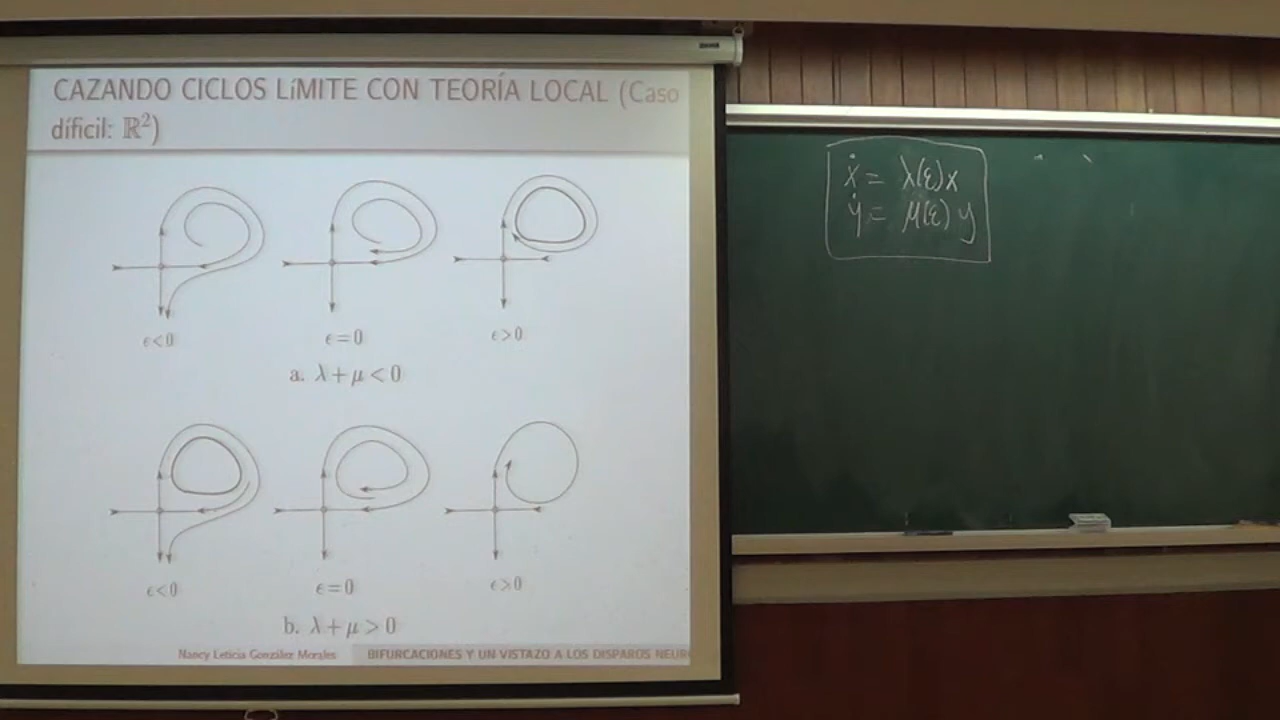 CAZANDO CICLOS LíMITE CON TEORÍA LOCAL (Caso
díficil: ℝ²)
ϵ<0
ϵ=0
ϵ>0
a. λ+μ<0
ϵ<0
ϵ=0
ϵ>0
b. λ+μ>0
Nancy Leticia González Morales
BIFURCACIONES Y UN VISTAZO A LOS DISPAROS NEUR
ẋ = λ(ε)x
ẏ = μ(ε)y